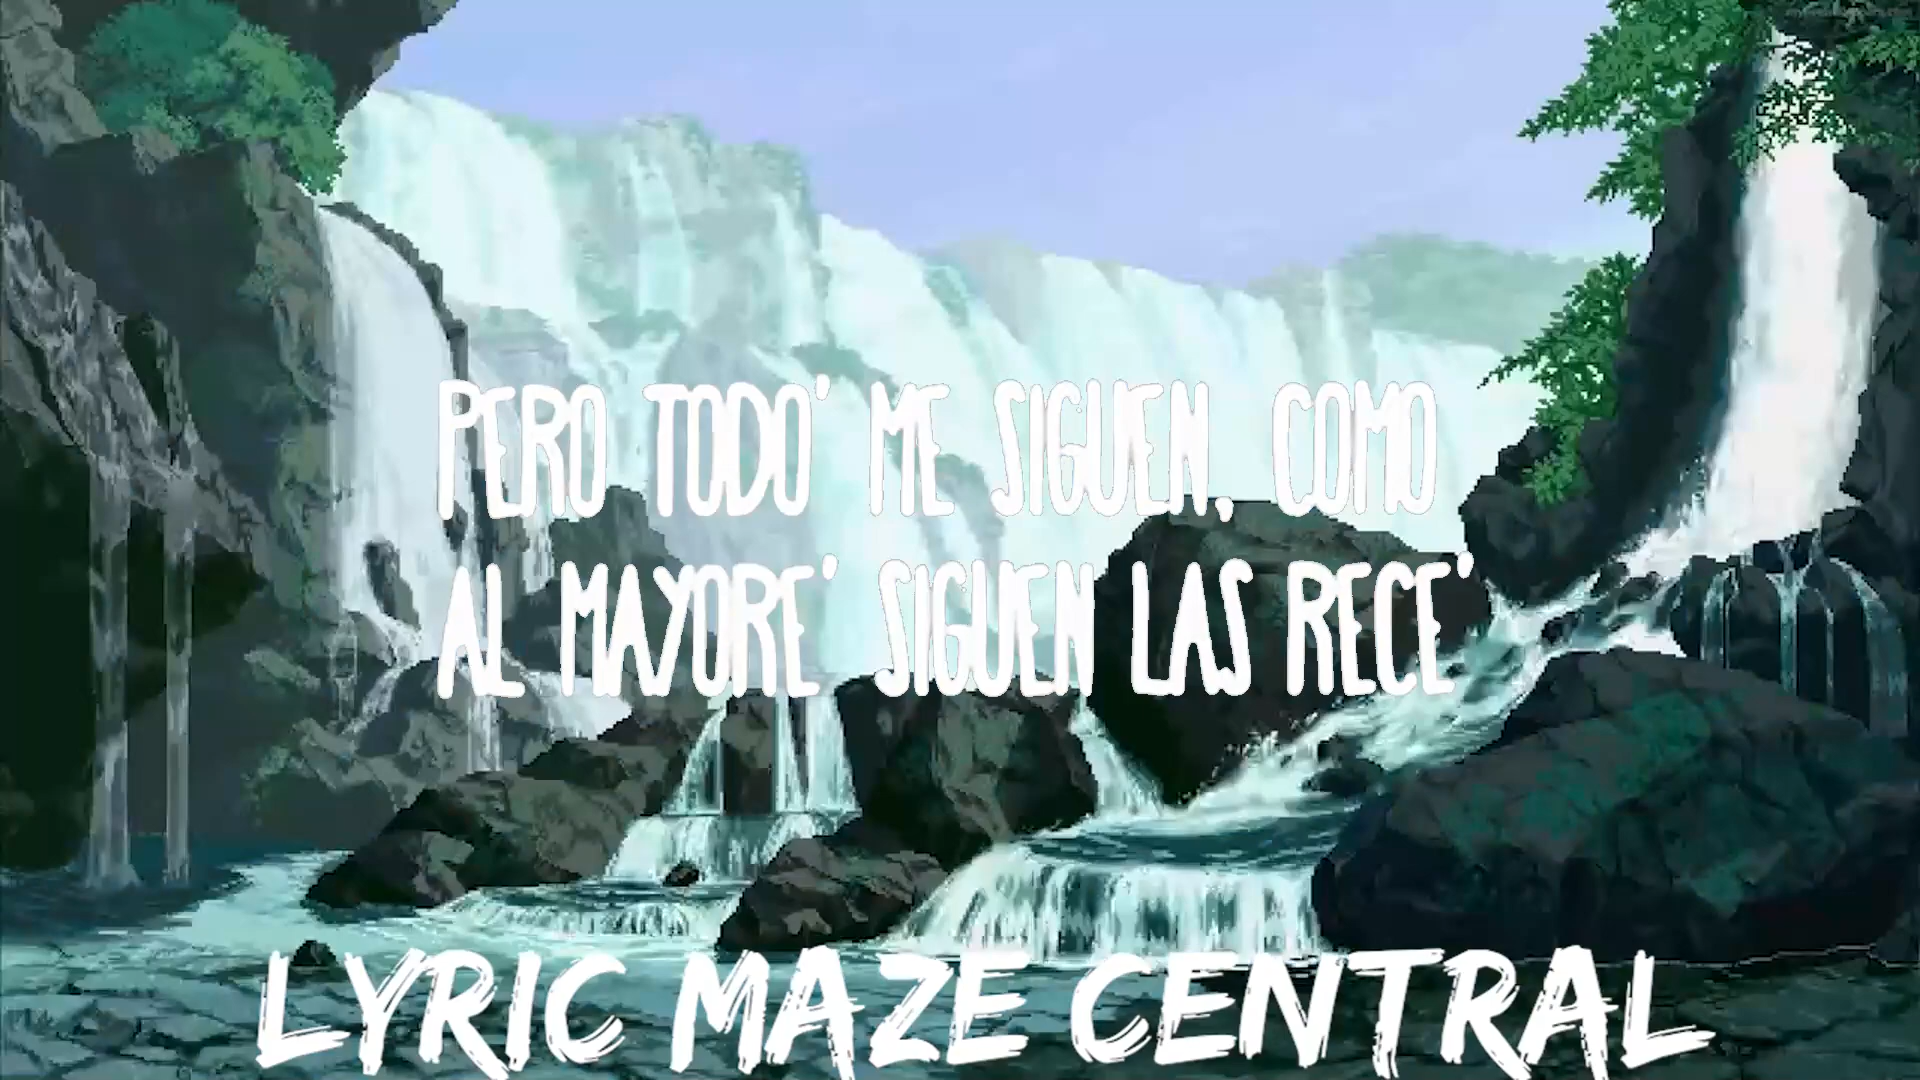 PERO TODO' ME SIGUEN, COMO
AL MAYORE' SIGUEN LAS RECE'
LYRIC MAZE CENTRAL